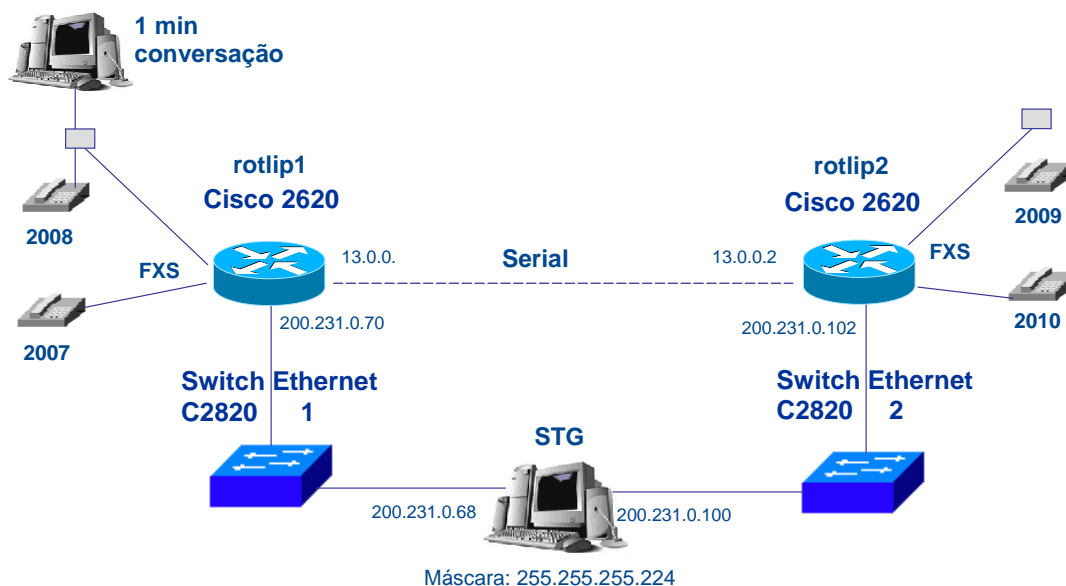 1 min
conversação
rotlip1
Cisco 2620
rotlip2
Cisco 2620
2008
2009
FXS
13.0.0.
Serial
13.0.0.2
FXS
2007
200.231.0.70
200.231.0.102
2010
Switch Ethernet
C2820 1
Switch Ethernet
C2820 2
STG
200.231.0.68
200.231.0.100
Máscara: 255.255.255.224